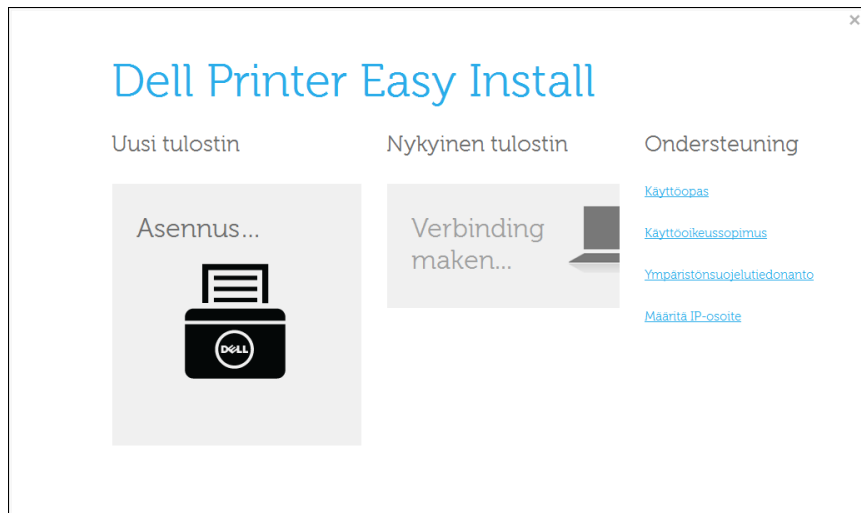 Dell Printer Easy Install
Uusi tulostin
Asennus...
DELL
Nykyinen tulostin
Verbinding
maken...
Ondersteuning
Käyttöopas
Käyttöoikeussopimus
Ympäristönsuojelutiedonanto
Määritä IP-osoite